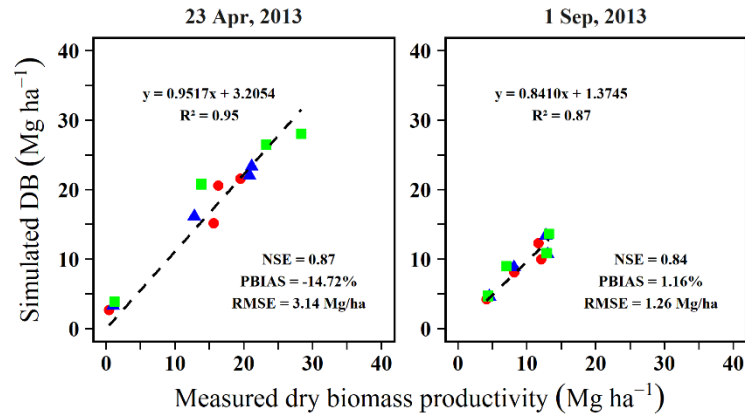 23 Apr, 2013
1 Sep, 2013
Simulated DB (Mg ha⁻¹)
40
30
20
10
0
y = 0.9517x + 3.2054
R² = 0.95
NSE = 0.87
PBIAS = -14.72%
RMSE = 3.14 Mg/ha
0 10 20 30 40
40
30
20
10
0
y = 0.8410x + 1.3745
R² = 0.87
NSE = 0.84
PBIAS = 1.16%
RMSE = 1.26 Mg/ha
0 10 20 30 40
Measured dry biomass productivity (Mg ha⁻¹)